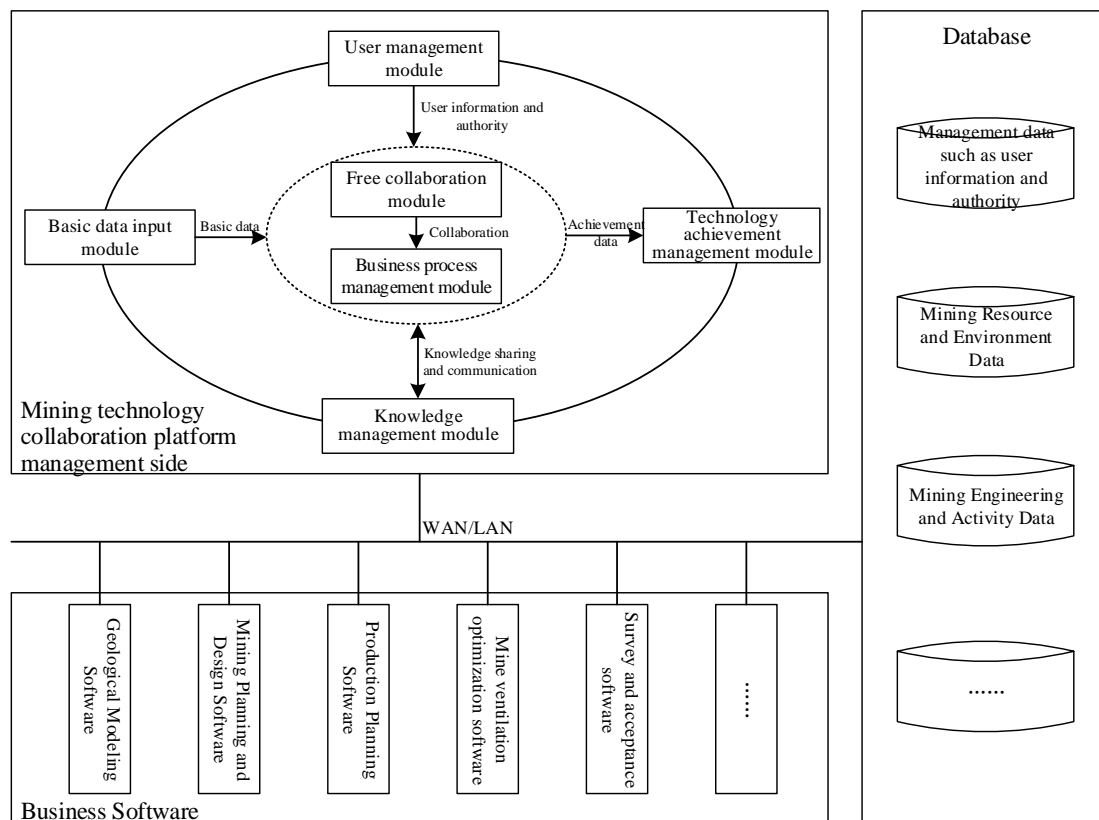 User management
module
User information and
authority
Free collaboration
module
Basic data input
module
Basic data
Collaboration
Achievement
data
Technology
achievement
management module
Business process
management module
Knowledge sharing
and communication
Knowledge
management module
Mining technology
collaboration platform
management side
WAN/LAN
Geological Modeling
Software
Mining Planning and
Design Software
Production Planning
Software
Mine ventilation
optimization software
Survey and acceptance
software
......
Business Software
Database
Management data
such as user
information and
authority
Mining Resource
and Environment
Data
Mining Engineering
and Activity Data
......